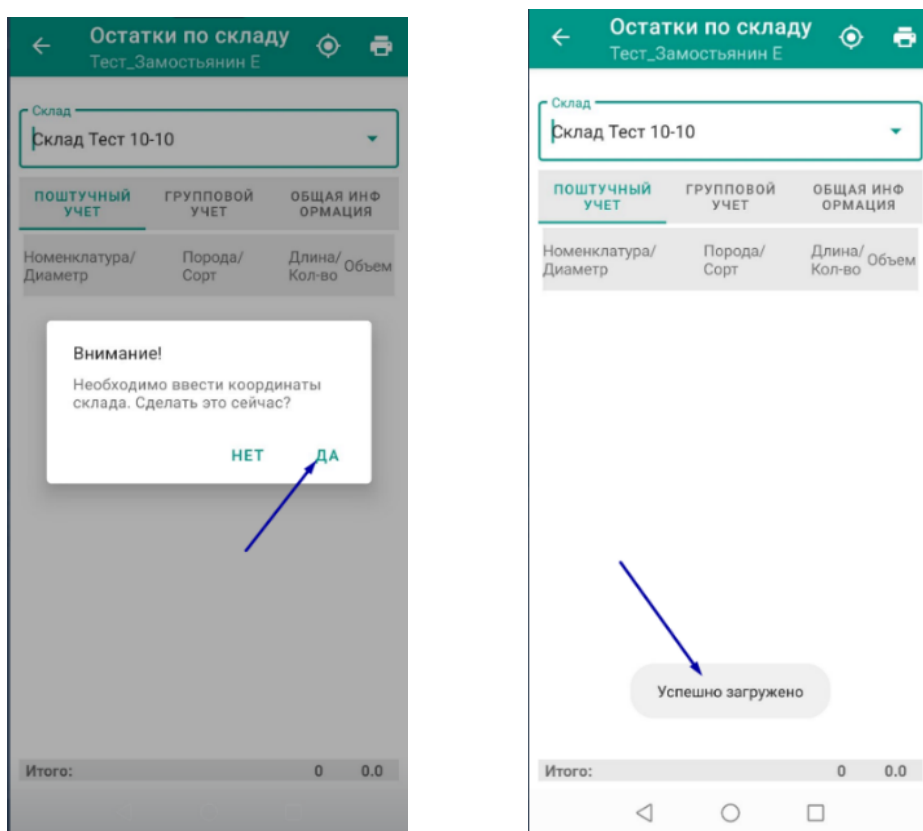 Остатки по складу
Тест_Замостьянин Е
Склад
Склад Тест 10-10
ПОШТУЧНЫЙ УЧЕТ
ГРУППОВОЙ УЧЕТ
ОБЩАЯ ИНФ ОРМАЦИЯ
Номенклатура/ Диаметр
Порода/ Сорт
Длина/ Кол-во
Объем
Внимание!
Необходимо ввести координаты
склада. Сделать это сейчас?
НЕТ ДА
Итого: 0 0.0
Остатки по складу
Тест_Замостьянин Е
Склад
Склад Тест 10-10
ПОШТУЧНЫЙ УЧЕТ
ГРУППОВОЙ УЧЕТ
ОБЩАЯ ИНФ ОРМАЦИЯ
Номенклатура/ Диаметр
Порода/ Сорт
Длина/ Кол-во
Объем
Успешно загружено
Итого: 0 0.0